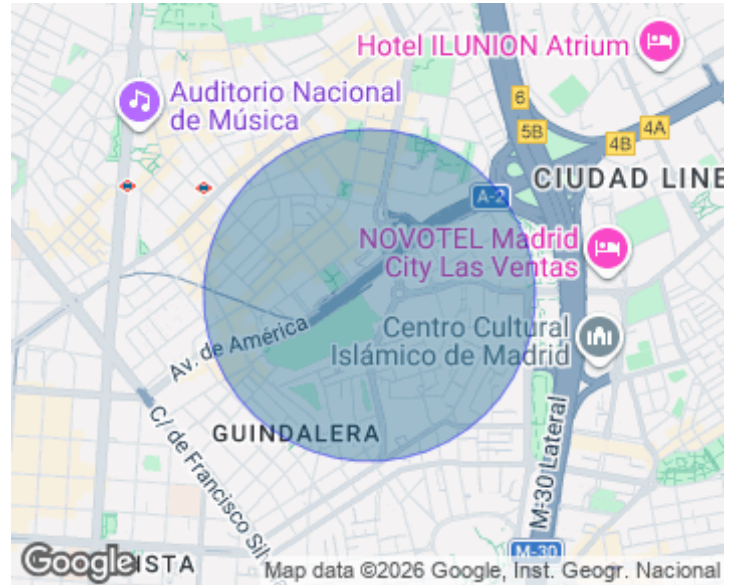 Hotel ILUNION Atrium
Auditorio Nacional
de Música
6
5B
4A
4B
CIUDAD LINE
A-2
NOVOTEL Madrid
City Las Ventas
Av. de América
Centro Cultural
Islámico de Madrid
GUINDALERA
C/ de Francisco Sil
M-30 Lateral
M-30
Google
ISTA
Map data ©2026 Google, Inst. Geogr. Nacional